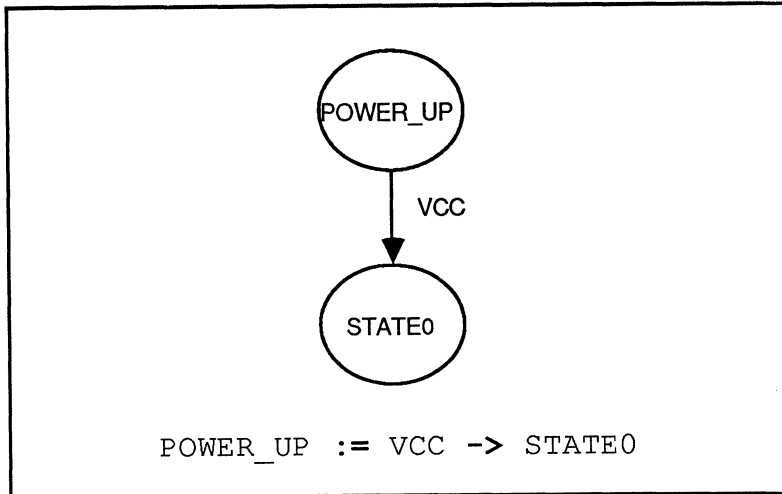 POWER_UP
VCC
STATE0
POWER_UP := VCC -> STATE0